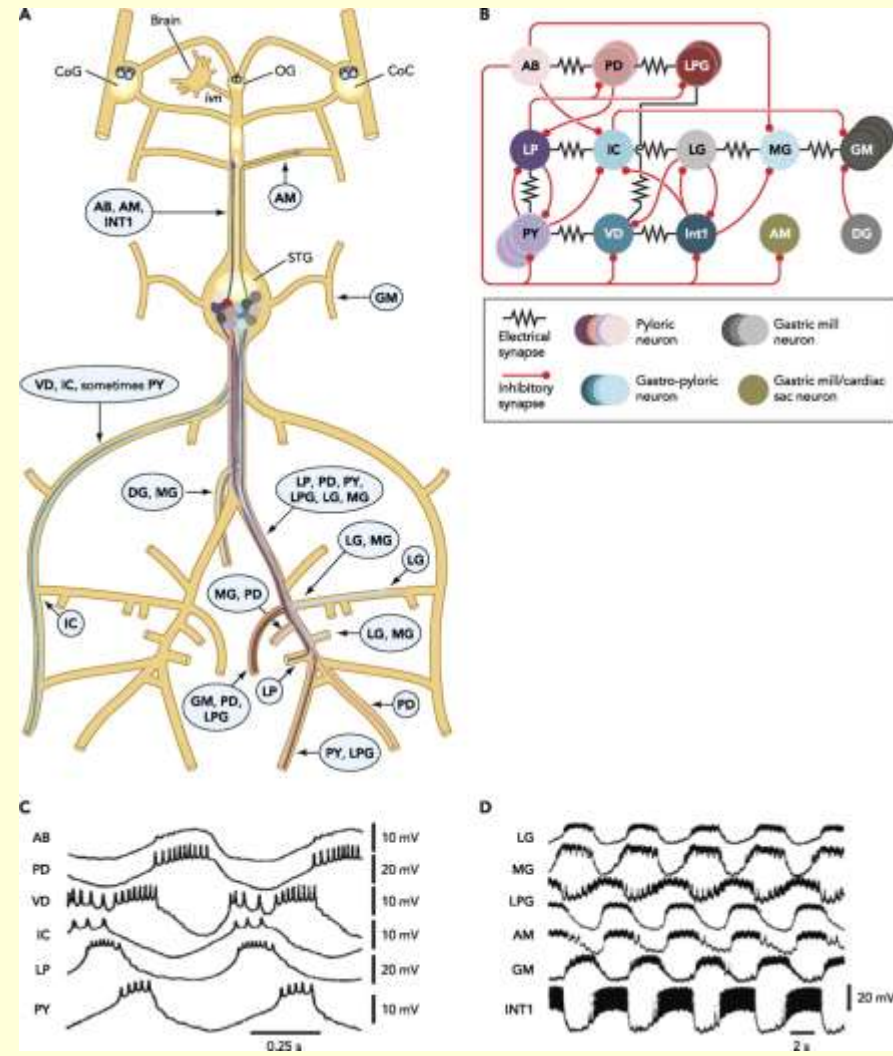 A
Brain
CoG
OG
CoC
ivn
AM
AB, AM,
INT1
STG
GM
VD, IC, sometimes PY
DG, MG
LP, PD, PY,
LPG, LG, MG
LG, MG
LG
MG, PD
IC
LG, MG
LP
GM, PD,
LPG
PD
PY, LPG
B
AB
PD
LPG
LP
IC
LG
MG
GM
PY
VD
Int1
AM
DG
Electrical
synapse
Pyloric
neuron
Gastric mill
neuron
Inhibitory
synapse
Gastro-pyloric
neuron
Gastric mill/cardiac
sac neuron
C
AB
10 mV
PD
20 mV
VD
10 mV
IC
10 mV
LP
20 mV
PY
10 mV
0.25 s
D
LG
MG
LPG
AM
GM
INT1
20 mV
2 s